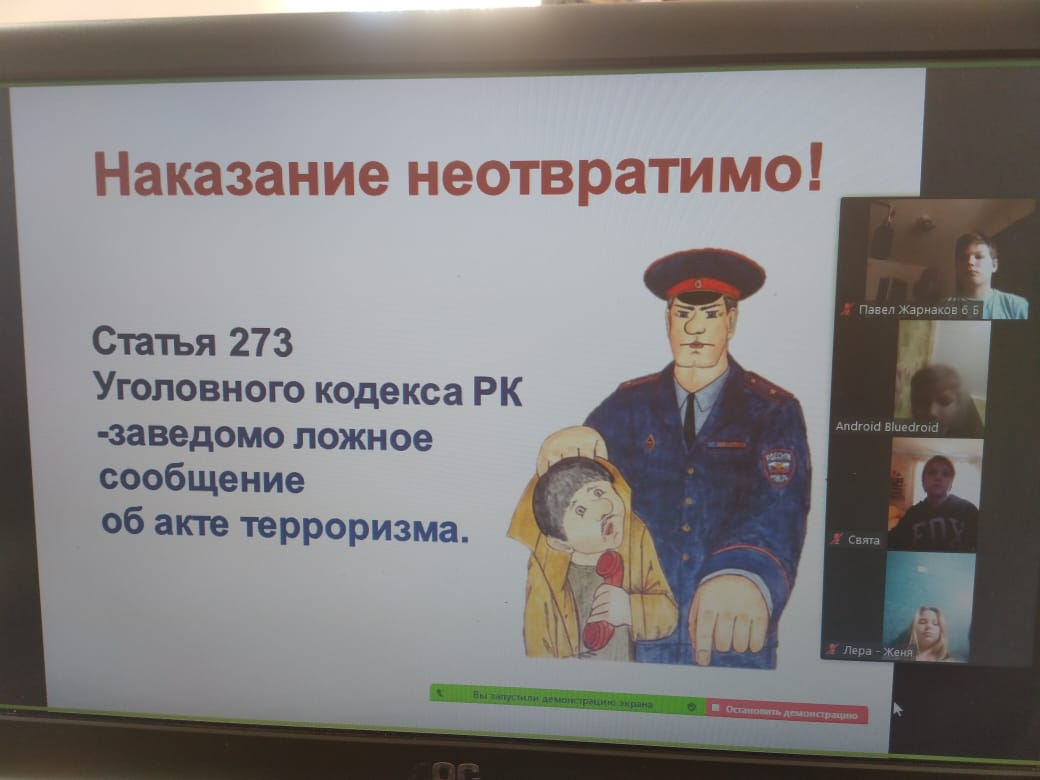 Наказание неотвратимо!
Статья 273
Уголовного кодекса РК
-заведомо ложное
сообщение
об акте терроризма.
Павел Жарнаков 6 Б
Android Bluedroid
Свята
Лера - Женя
Вы запустили демонстрацию экрана
Остановить демонстрацию